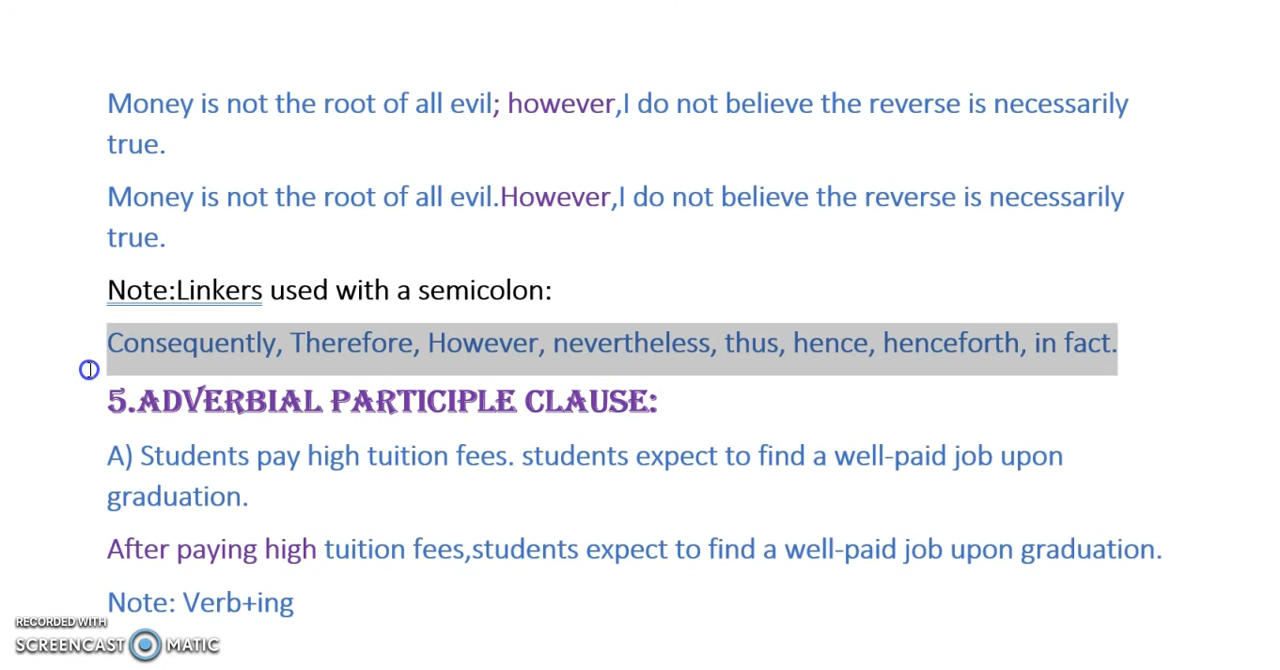 Money is not the root of all evil; however,I do not believe the reverse is necessarily
true.
Money is not the root of all evil.However,I do not believe the reverse is necessarily
true.
Note:Linkers used with a semicolon:
Consequently, Therefore, However, nevertheless, thus, hence, henceforth, in fact.
5.ADVERBIAL PARTICIPLE CLAUSE:
A) Students pay high tuition fees. students expect to find a well-paid job upon
graduation.
After paying high tuition fees,students expect to find a well-paid job upon graduation.
Note: Verb+ing
RECORDED WITH
SCREENCAST MATIC